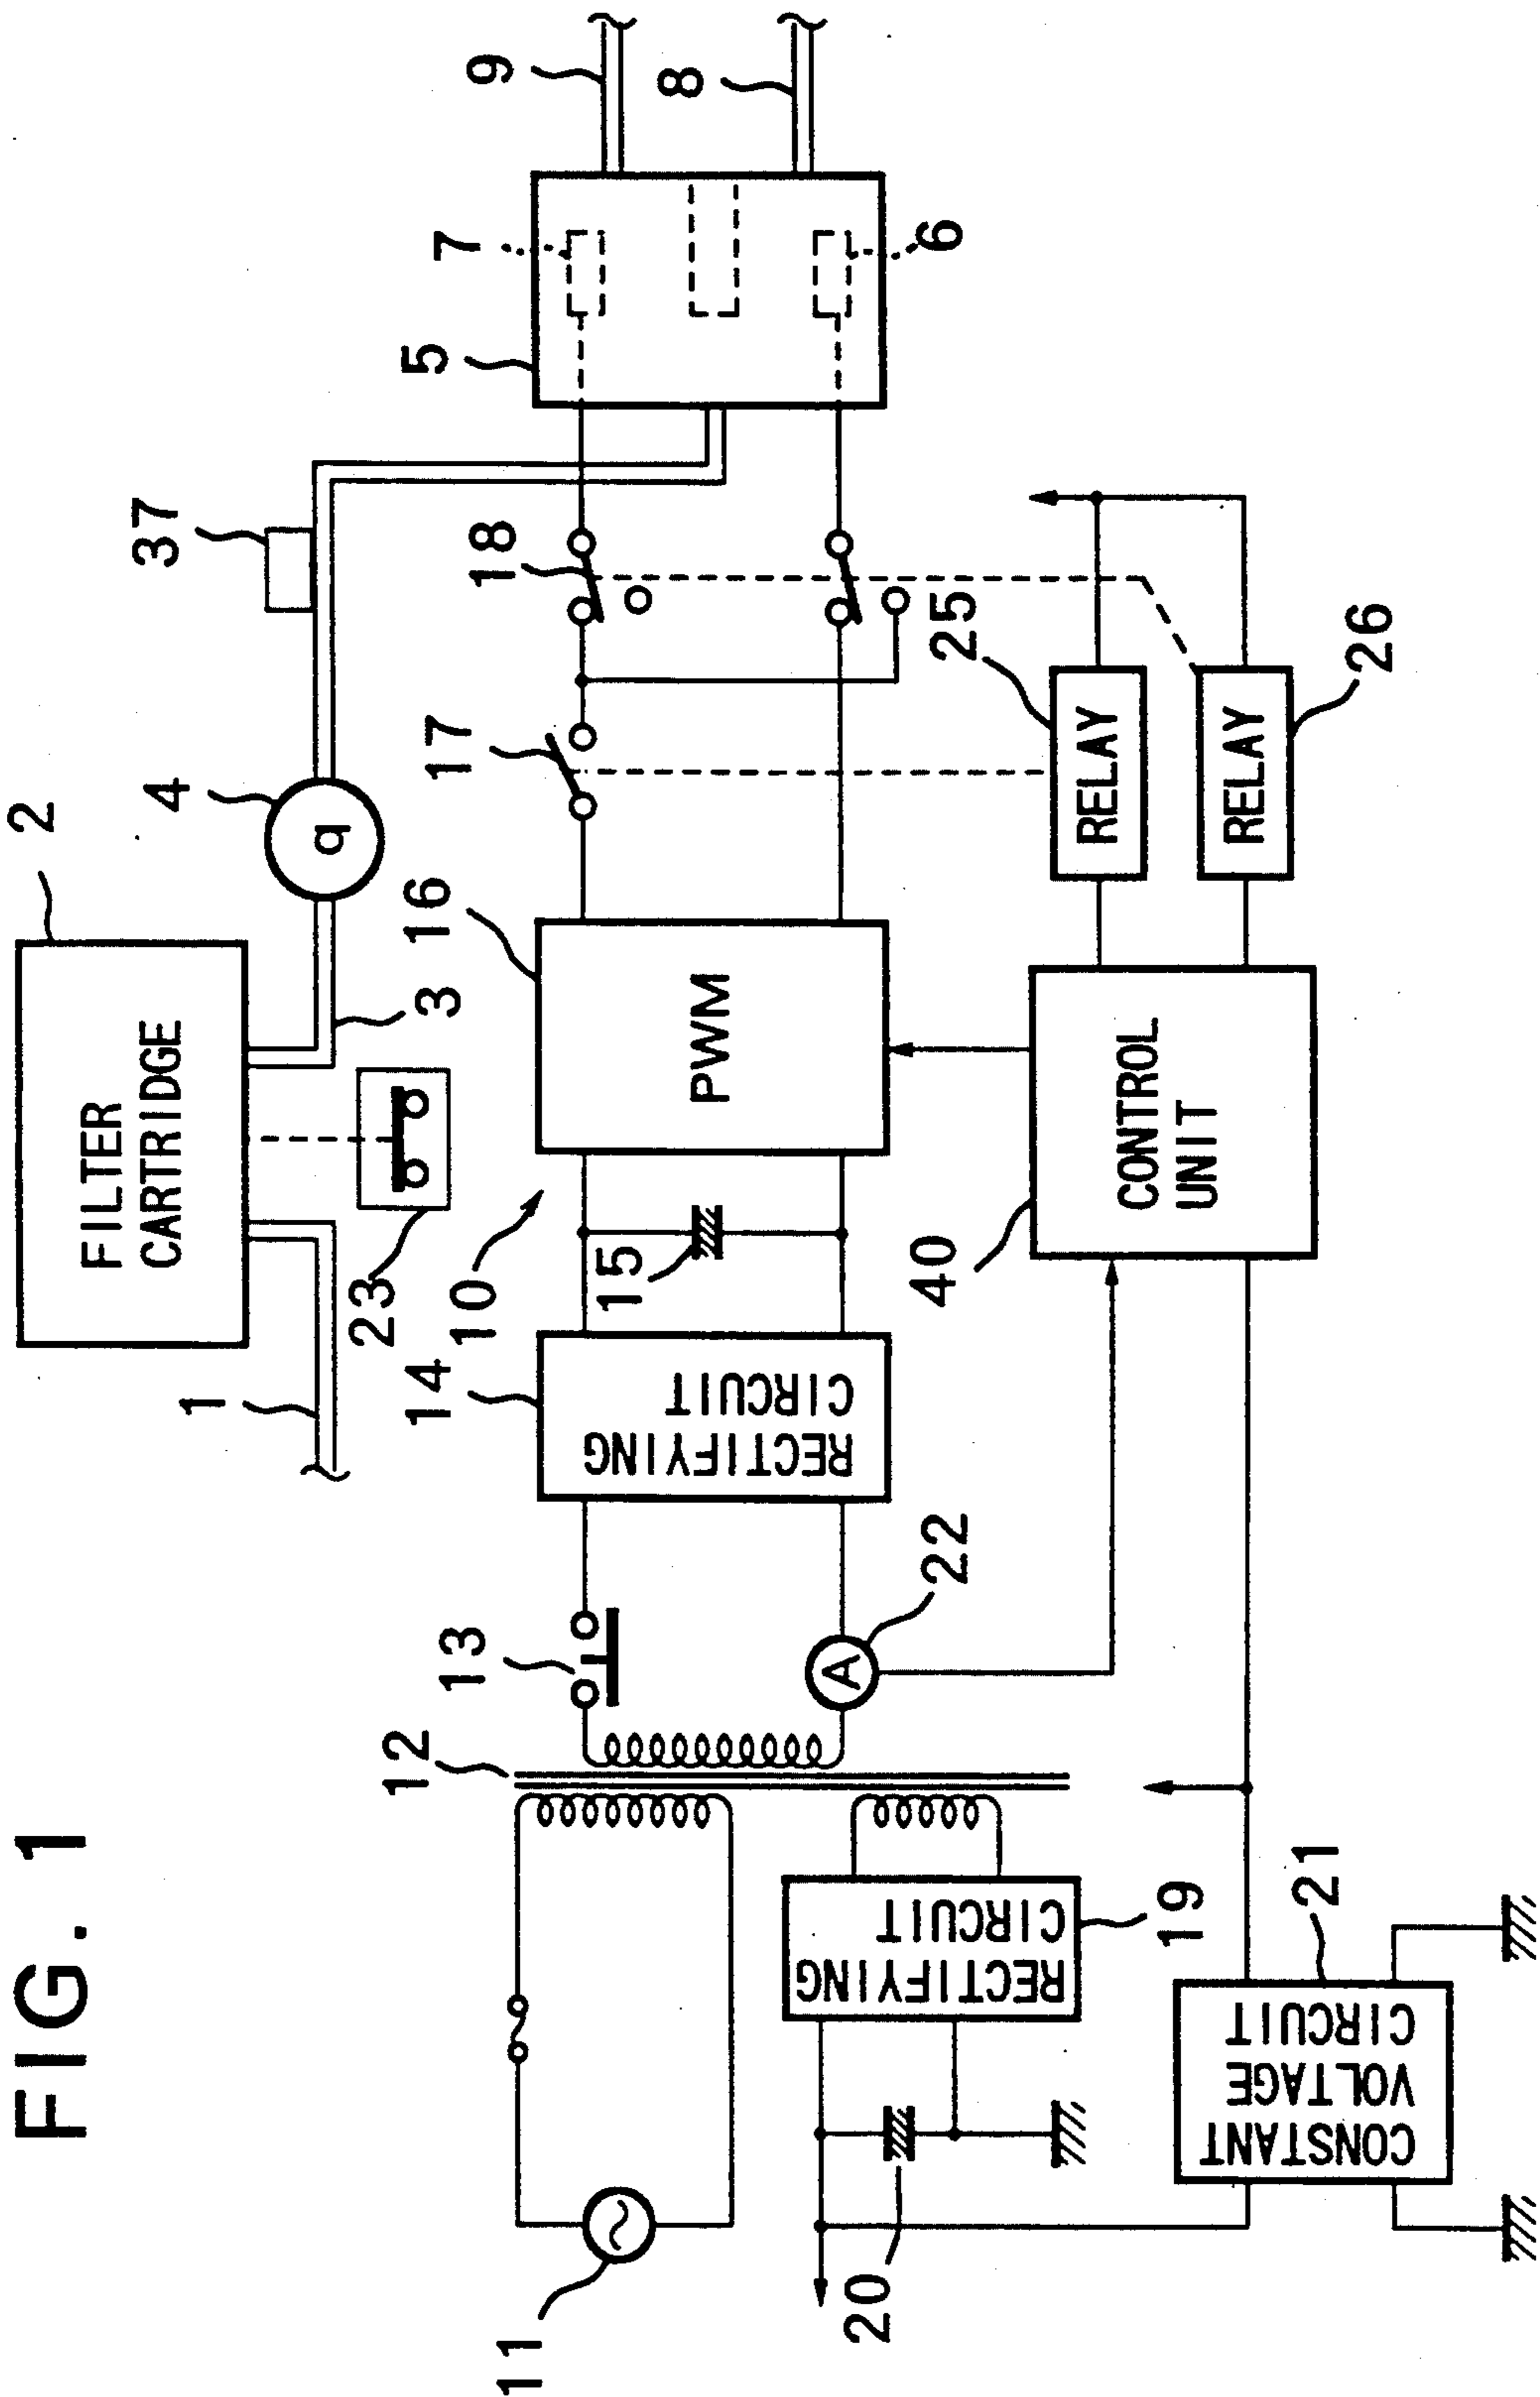 FIG. 1
2
FILTER
CARTRIDGE
1
3
4
q
37
23
9
8
7
6
5
18
17
16
PWM
10
15
14
RECTIFYING
CIRCUIT
13
12
11
A
22
25
RELAY
26
RELAY
40
CONTROL
UNIT
19
RECTIFYING
CIRCUIT
20
21
CONSTANT
VOLTAGE
CIRCUIT